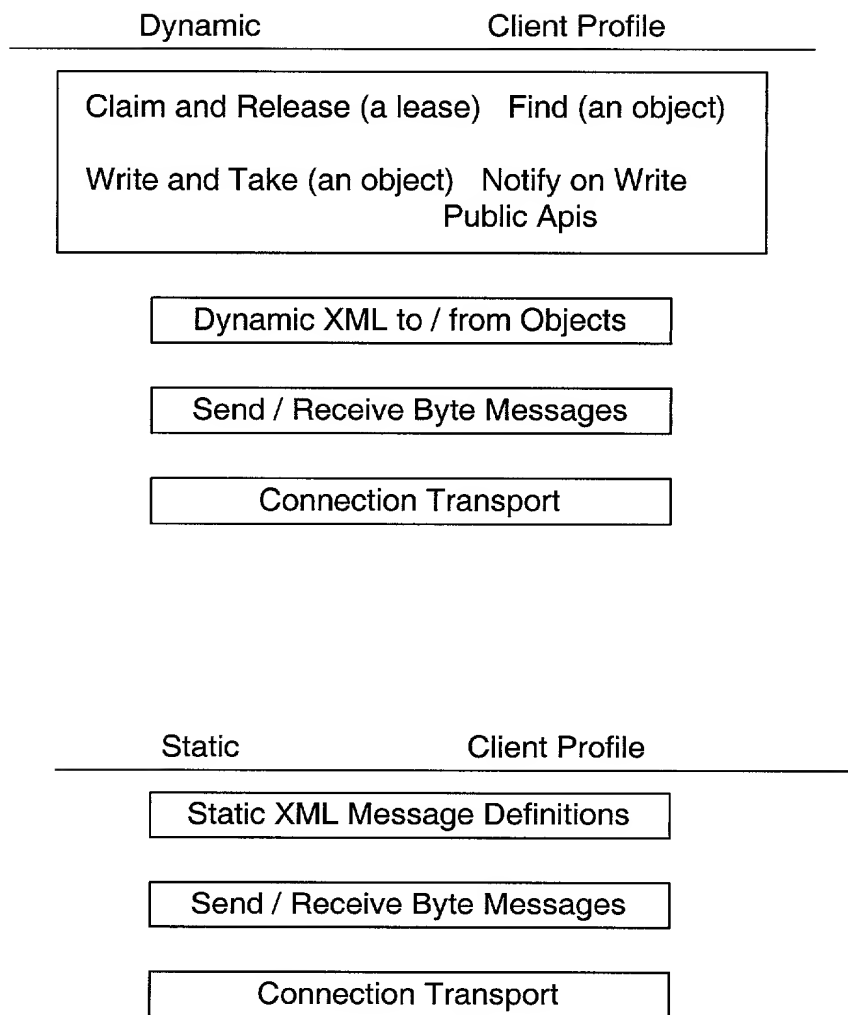 Dynamic Client Profile
Claim and Release (a lease) Find (an object)
Write and Take (an object) Notify on Write
Public Apis
Dynamic XML to / from Objects
Send / Receive Byte Messages
Connection Transport
Static Client Profile
Static XML Message Definitions
Send / Receive Byte Messages
Connection Transport